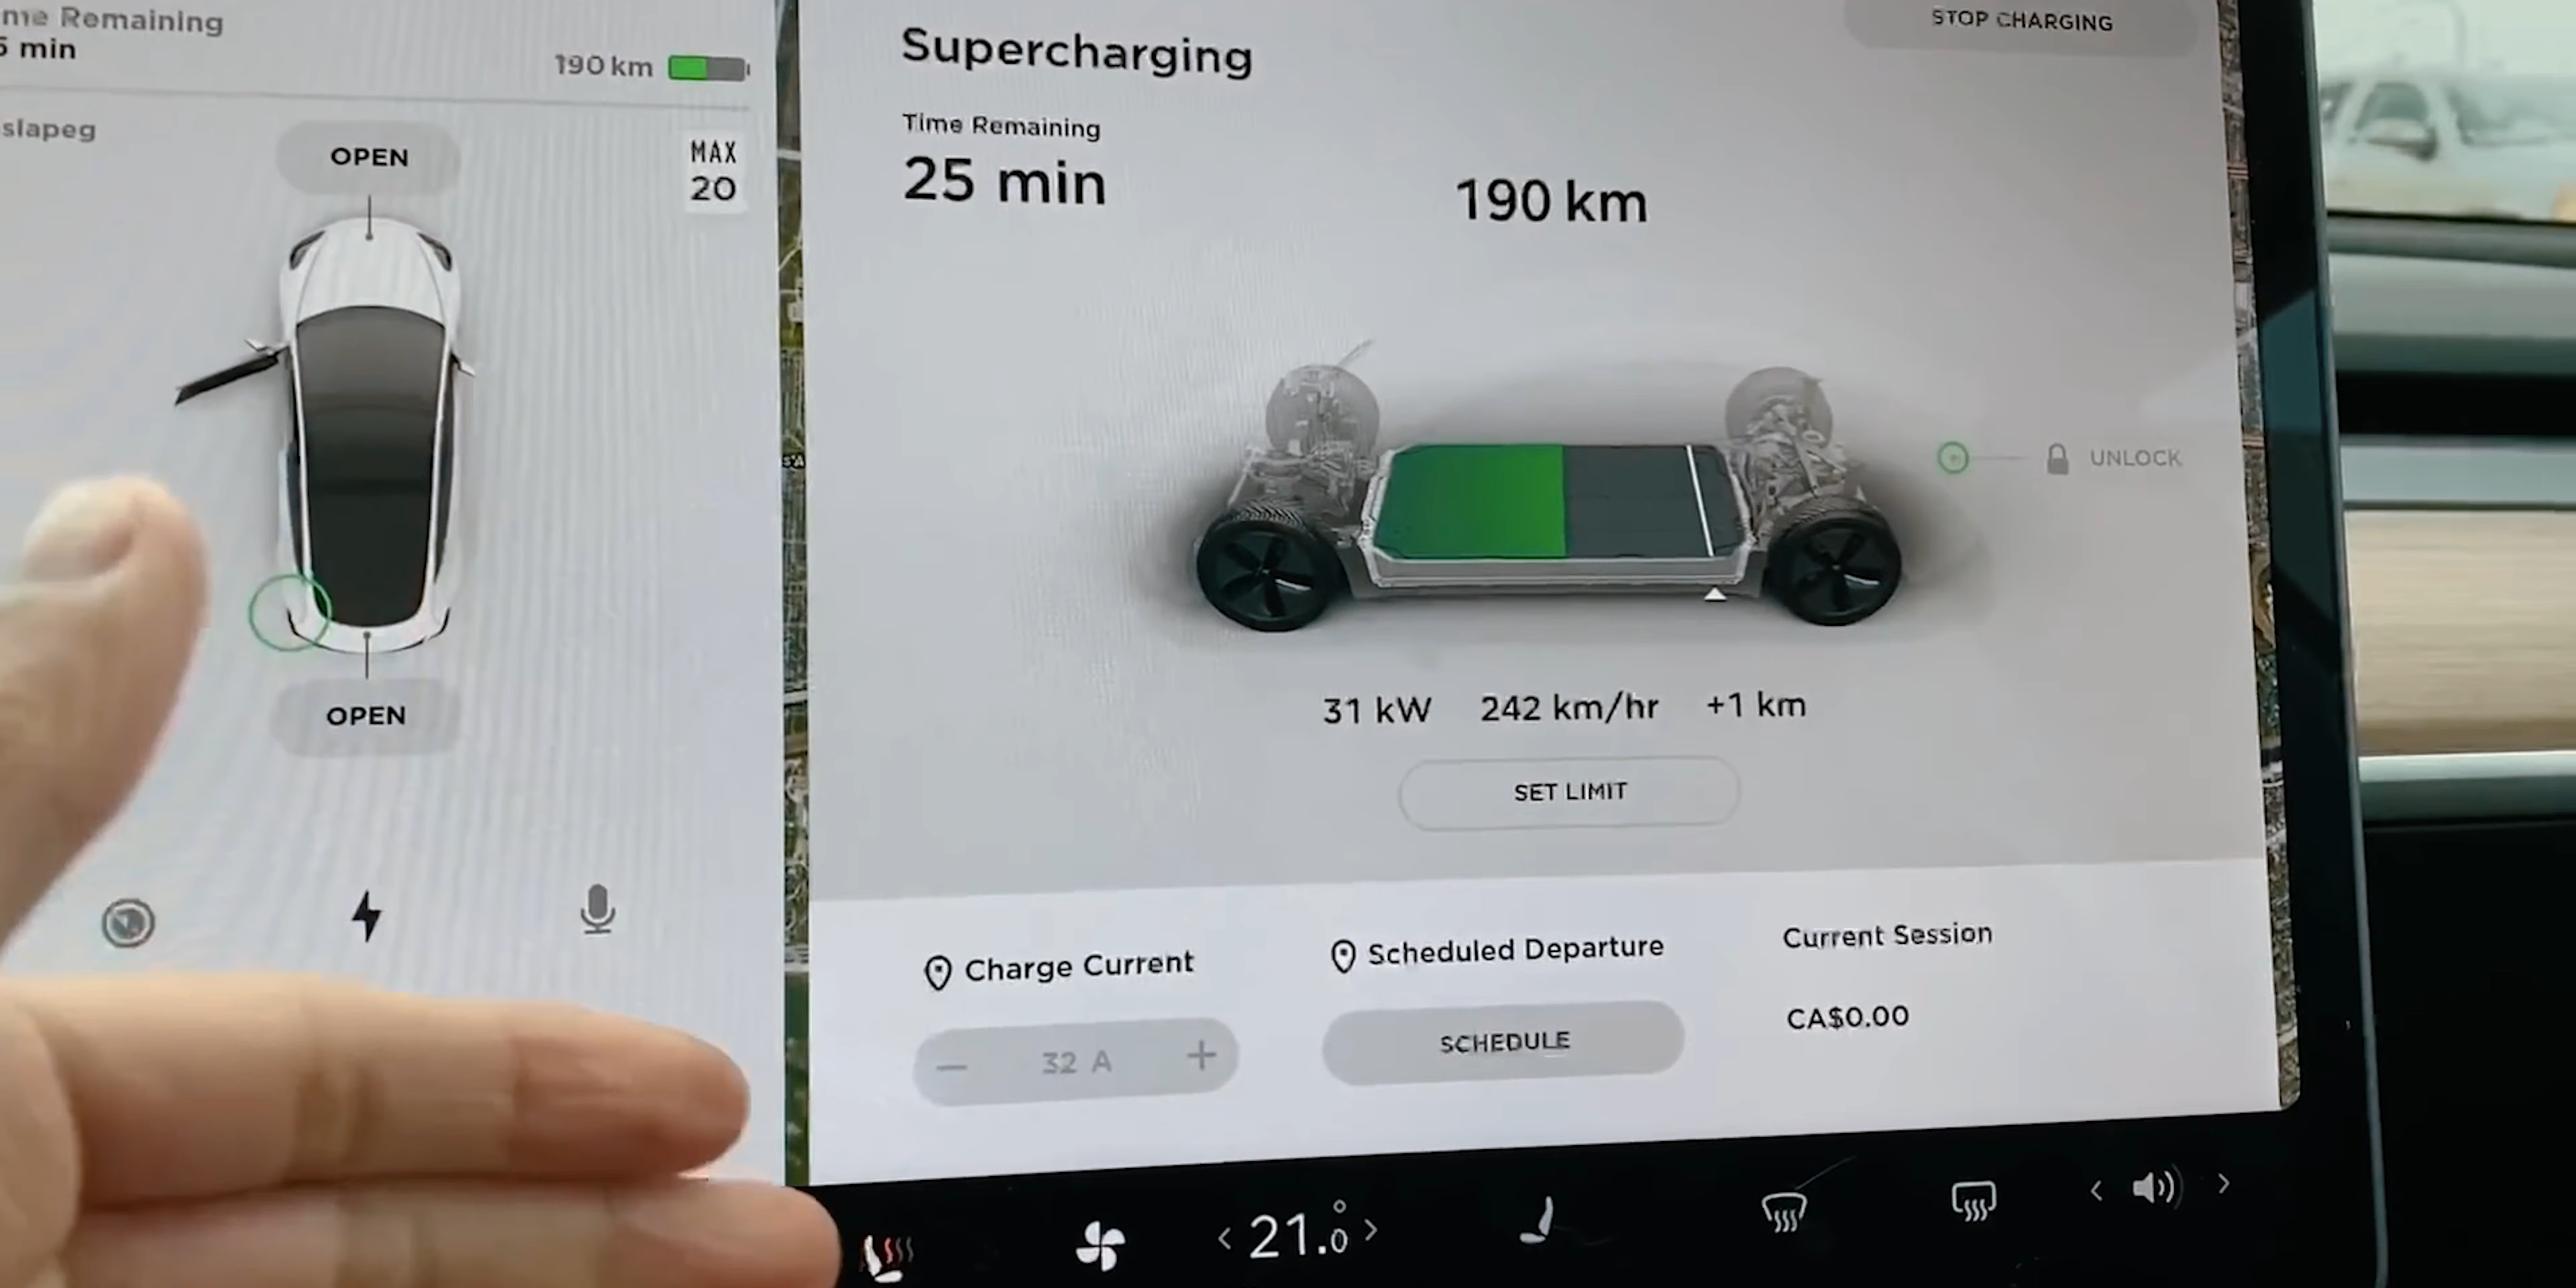 me Remaining
5 min
190 km
slapeg
OPEN
MAX
20
OPEN
Supercharging
STOP CHARGING
Time Remaining
25 min
190 km
UNLOCK
31 kW 242 km/hr +1 km
SET LIMIT
Charge Current
Scheduled Departure
Current Session
− 32 A +
SCHEDULE
CA$0.00
< 21.0° >
< >